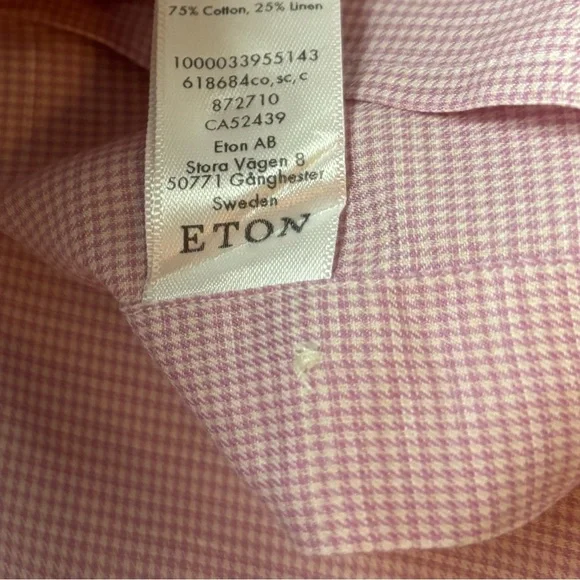 75% Cotton, 25% Linen
1000033955143
618684co,sc,c
872710
CA52439
Eton AB
Stora Vägen 8
50771 Gånghester
Sweden
ETON